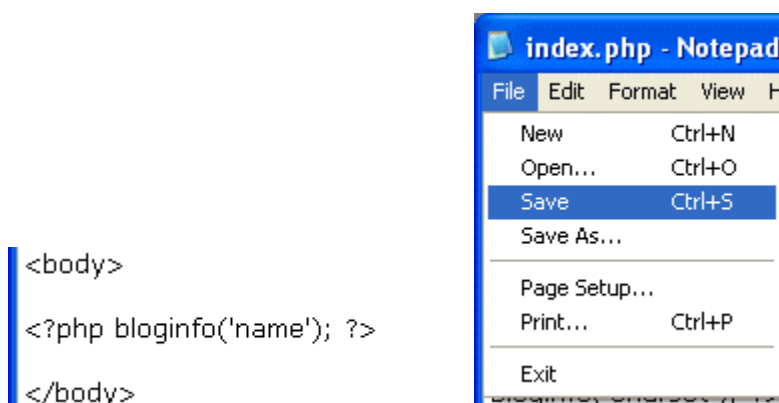 <body>
<?php bloginfo('name'); ?>
</body>
index.php - Notepad
File Edit Format View
New Ctrl+N
Open... Ctrl+O
Save Ctrl+S
Save As...
Page Setup...
Print... Ctrl+P
Exit